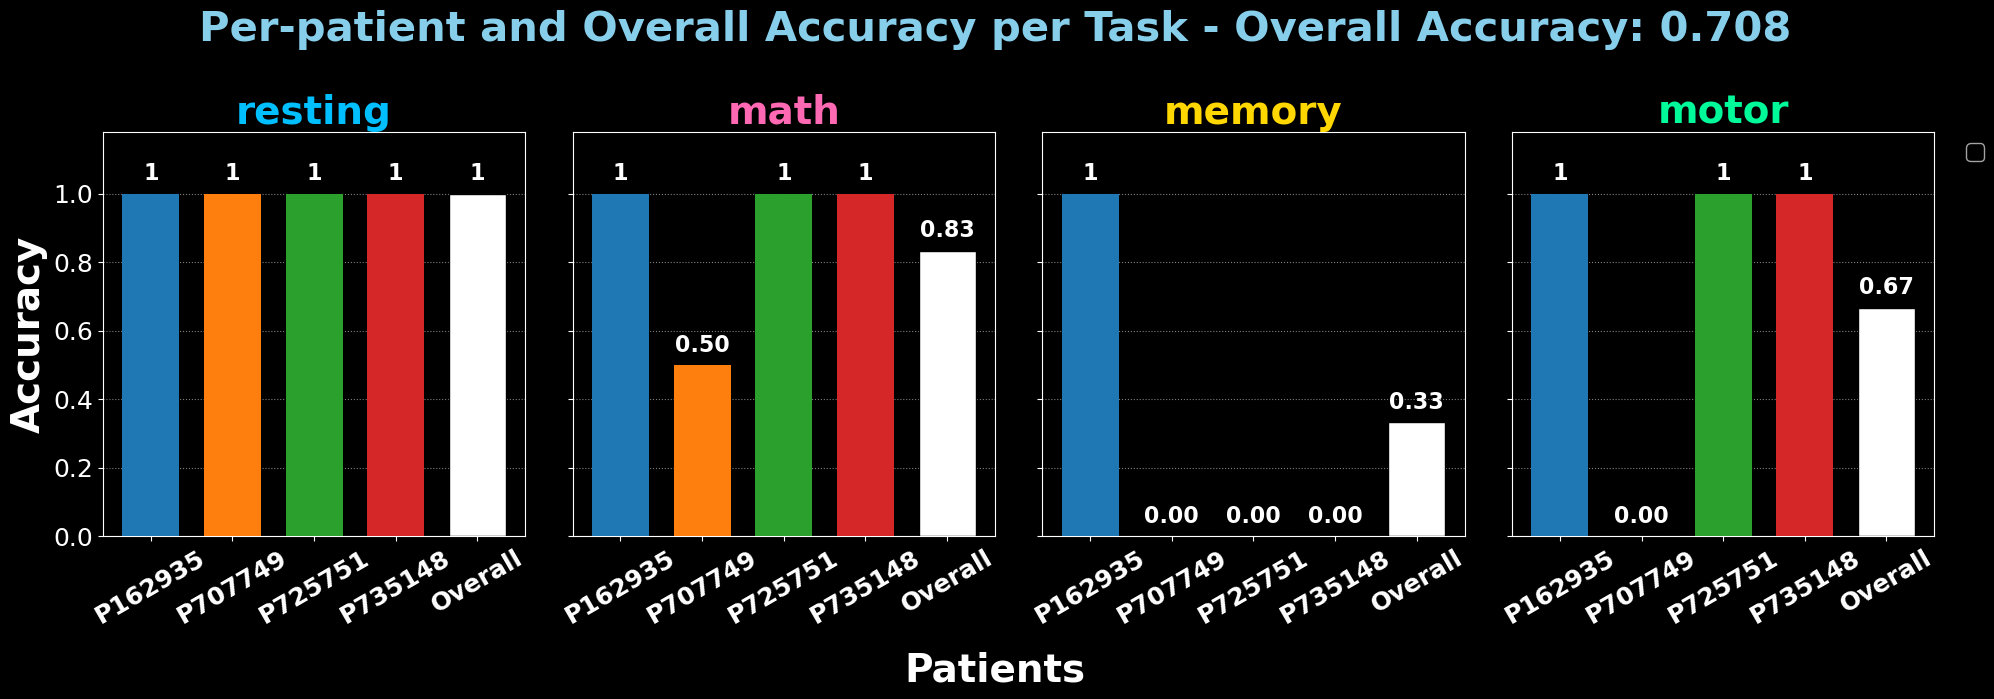 Per-patient and Overall Accuracy per Task - Overall Accuracy: 0.708
resting
math
memory
motor
Accuracy
1.0
0.8
0.6
0.4
0.2
0.0
1 1 1 1 1
1 0.50 1 1 0.83
1 0.00 0.00 0.00 0.33
1 0.00 1 1 0.67
P162935 P707749 P725751 P735148 Overall
P162935 P707749 P725751 P735148 Overall
P162935 P707749 P725751 P735148 Overall
P162935 P707749 P725751 P735148 Overall
Patients